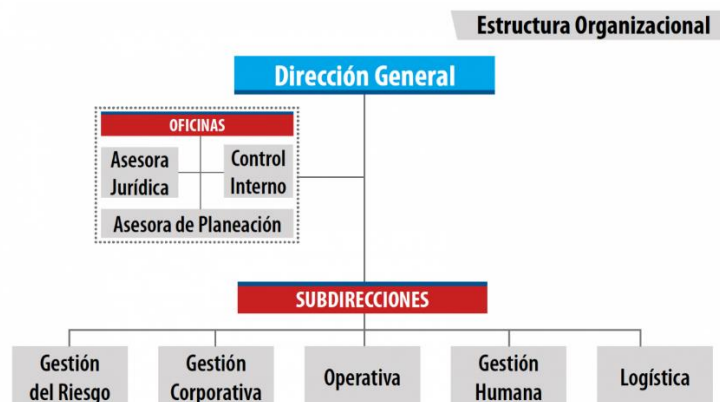 Estructura Organizacional
Dirección General
OFICINAS
Asesora
Jurídica
Control
Interno
Asesora de Planeación
SUBDIRECCIONES
Gestión
del Riesgo
Gestión
Corporativa
Operativa
Gestión
Humana
Logística